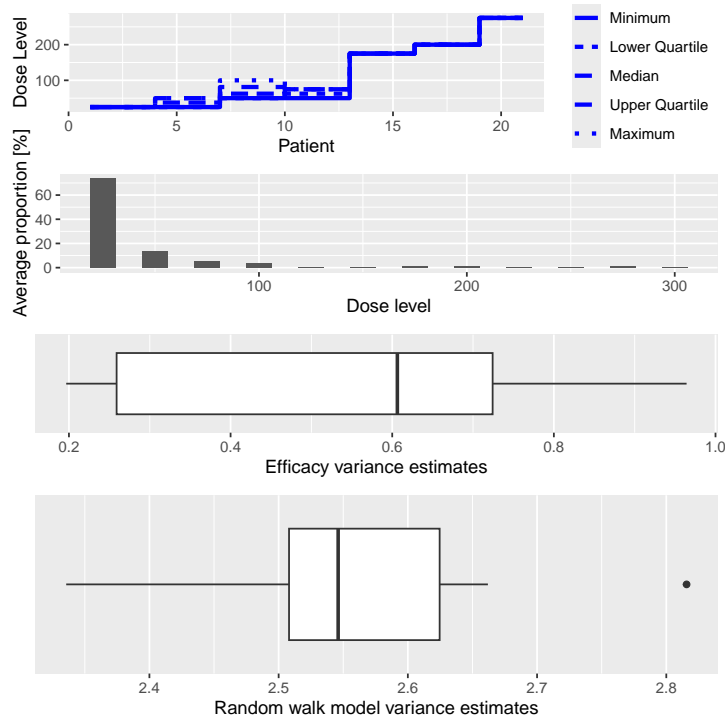 Dose Level
200
100
0
5
10
15
20
Patient
Minimum
Lower Quartile
Median
Upper Quartile
Maximum
Average proportion [%]
60
40
20
0
100
200
300
Dose level
0.2
0.4
0.6
0.8
1.0
Efficacy variance estimates
2.4
2.5
2.6
2.7
2.8
Random walk model variance estimates